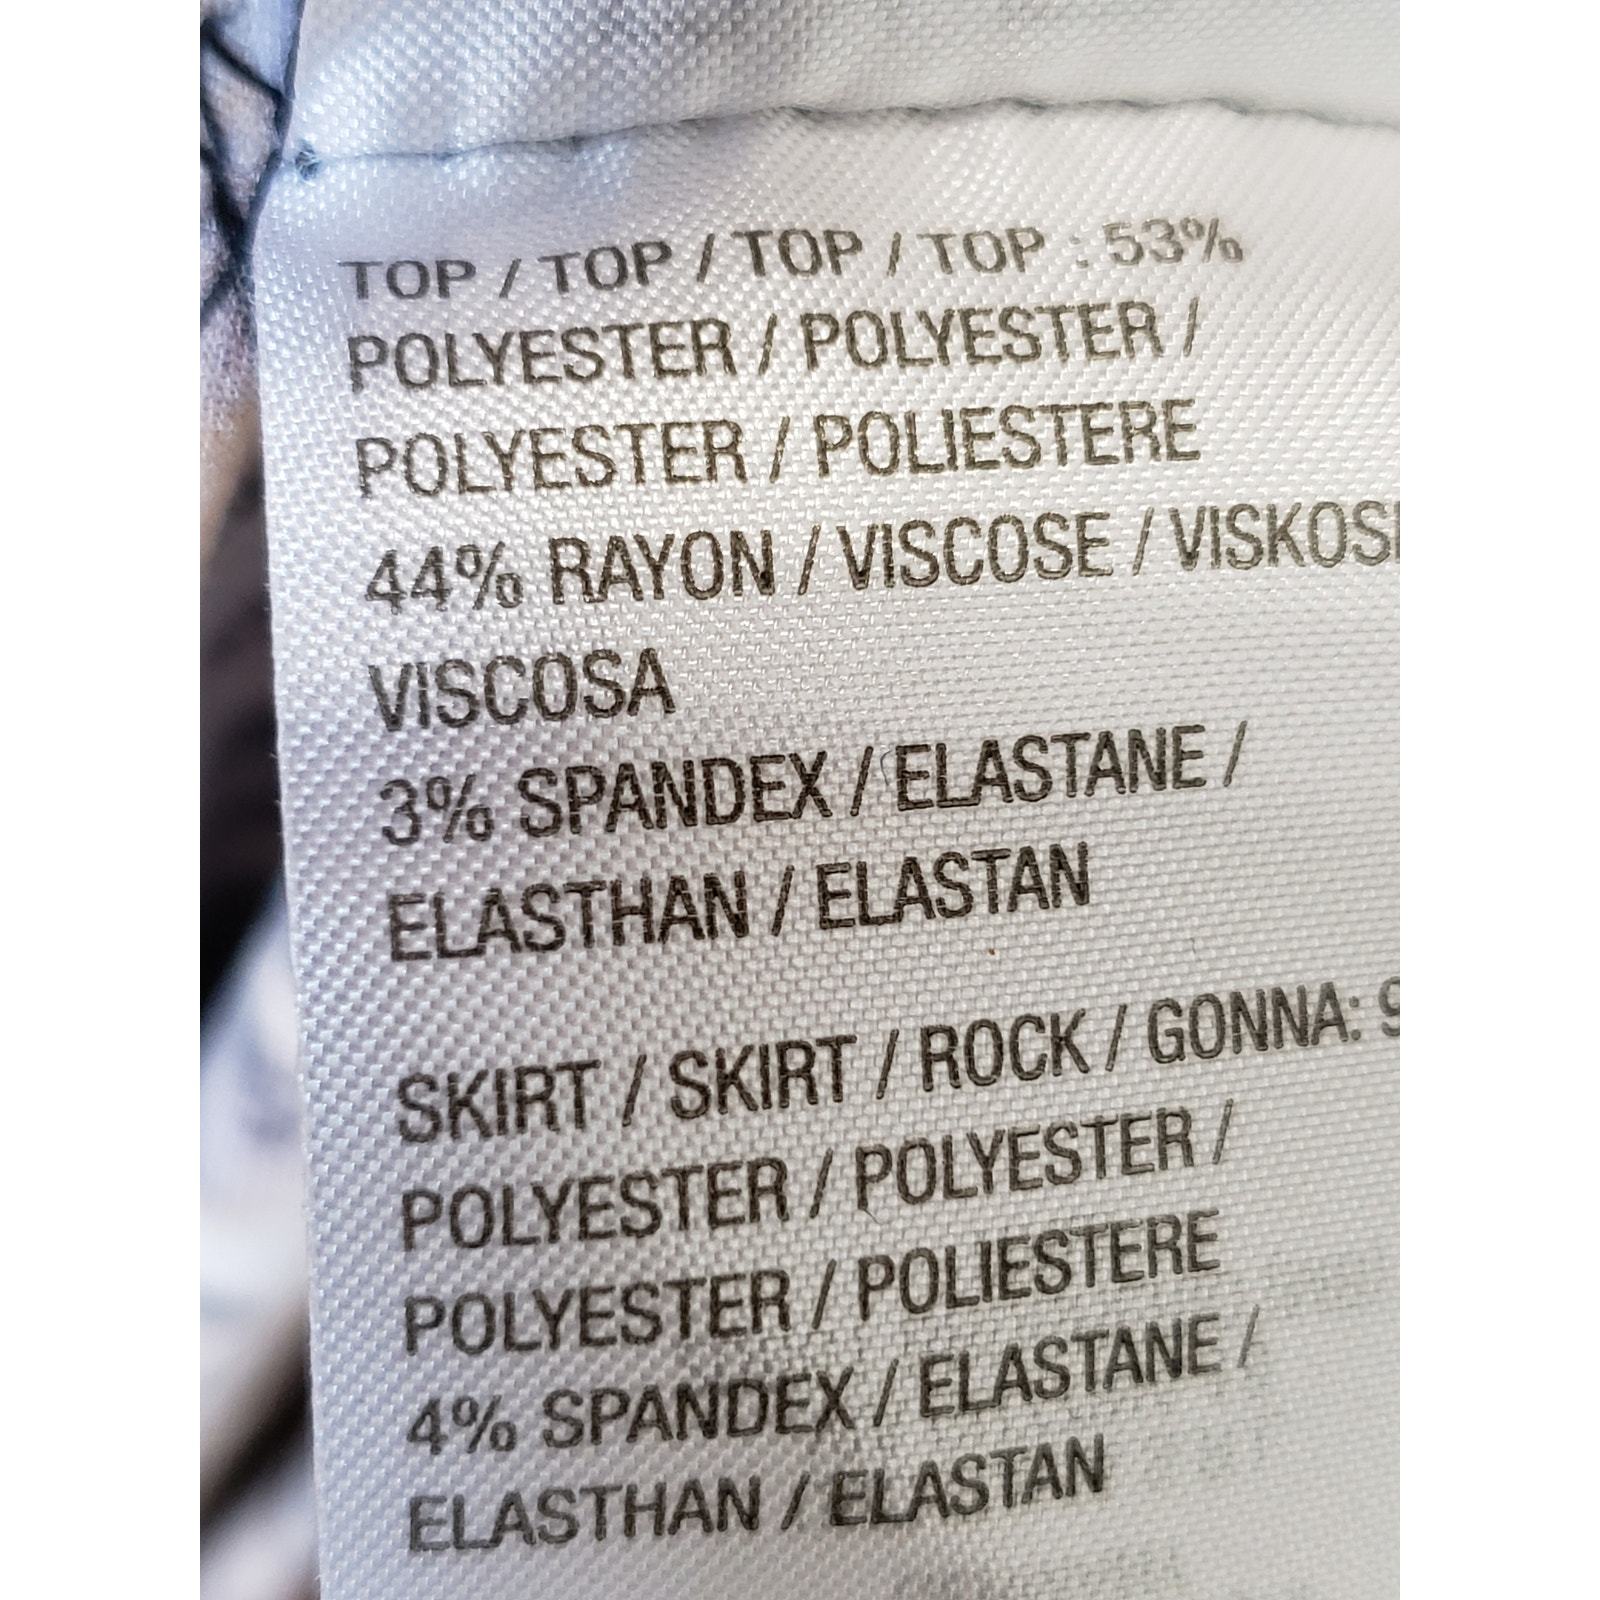 TOP / TOP / TOP / TOP : 53%
POLYESTER / POLYESTER /
POLYESTER / POLIESTERE
44% RAYON / VISCOSE / VISKOSE
VISCOSA
3% SPANDEX / ELASTANE /
ELASTHAN / ELASTAN
SKIRT / SKIRT / ROCK / GONNA: 9
POLYESTER / POLYESTER /
POLYESTER / POLIESTERE
4% SPANDEX / ELASTANE /
ELASTHAN / ELASTAN